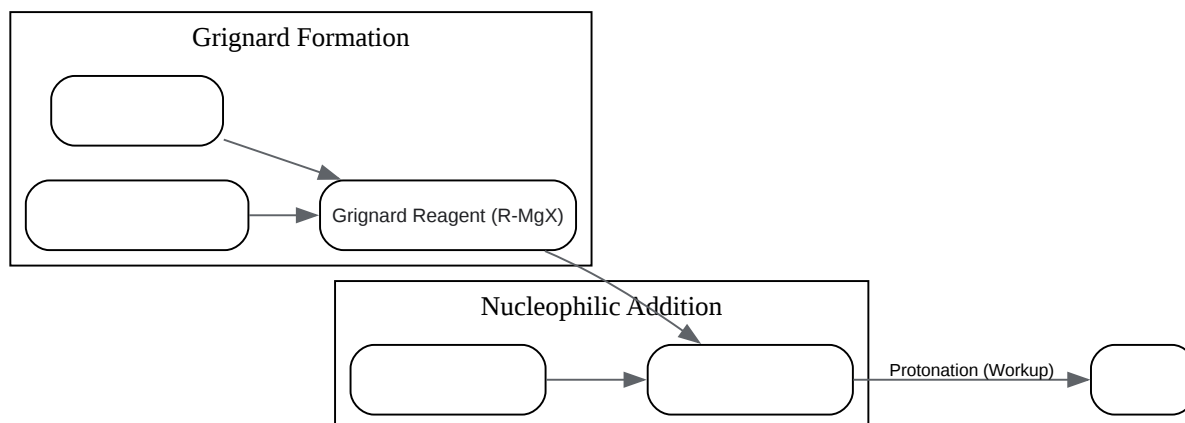 Grignard Formation
Grignard Reagent (R-MgX)
Nucleophilic Addition
Protonation (Workup)